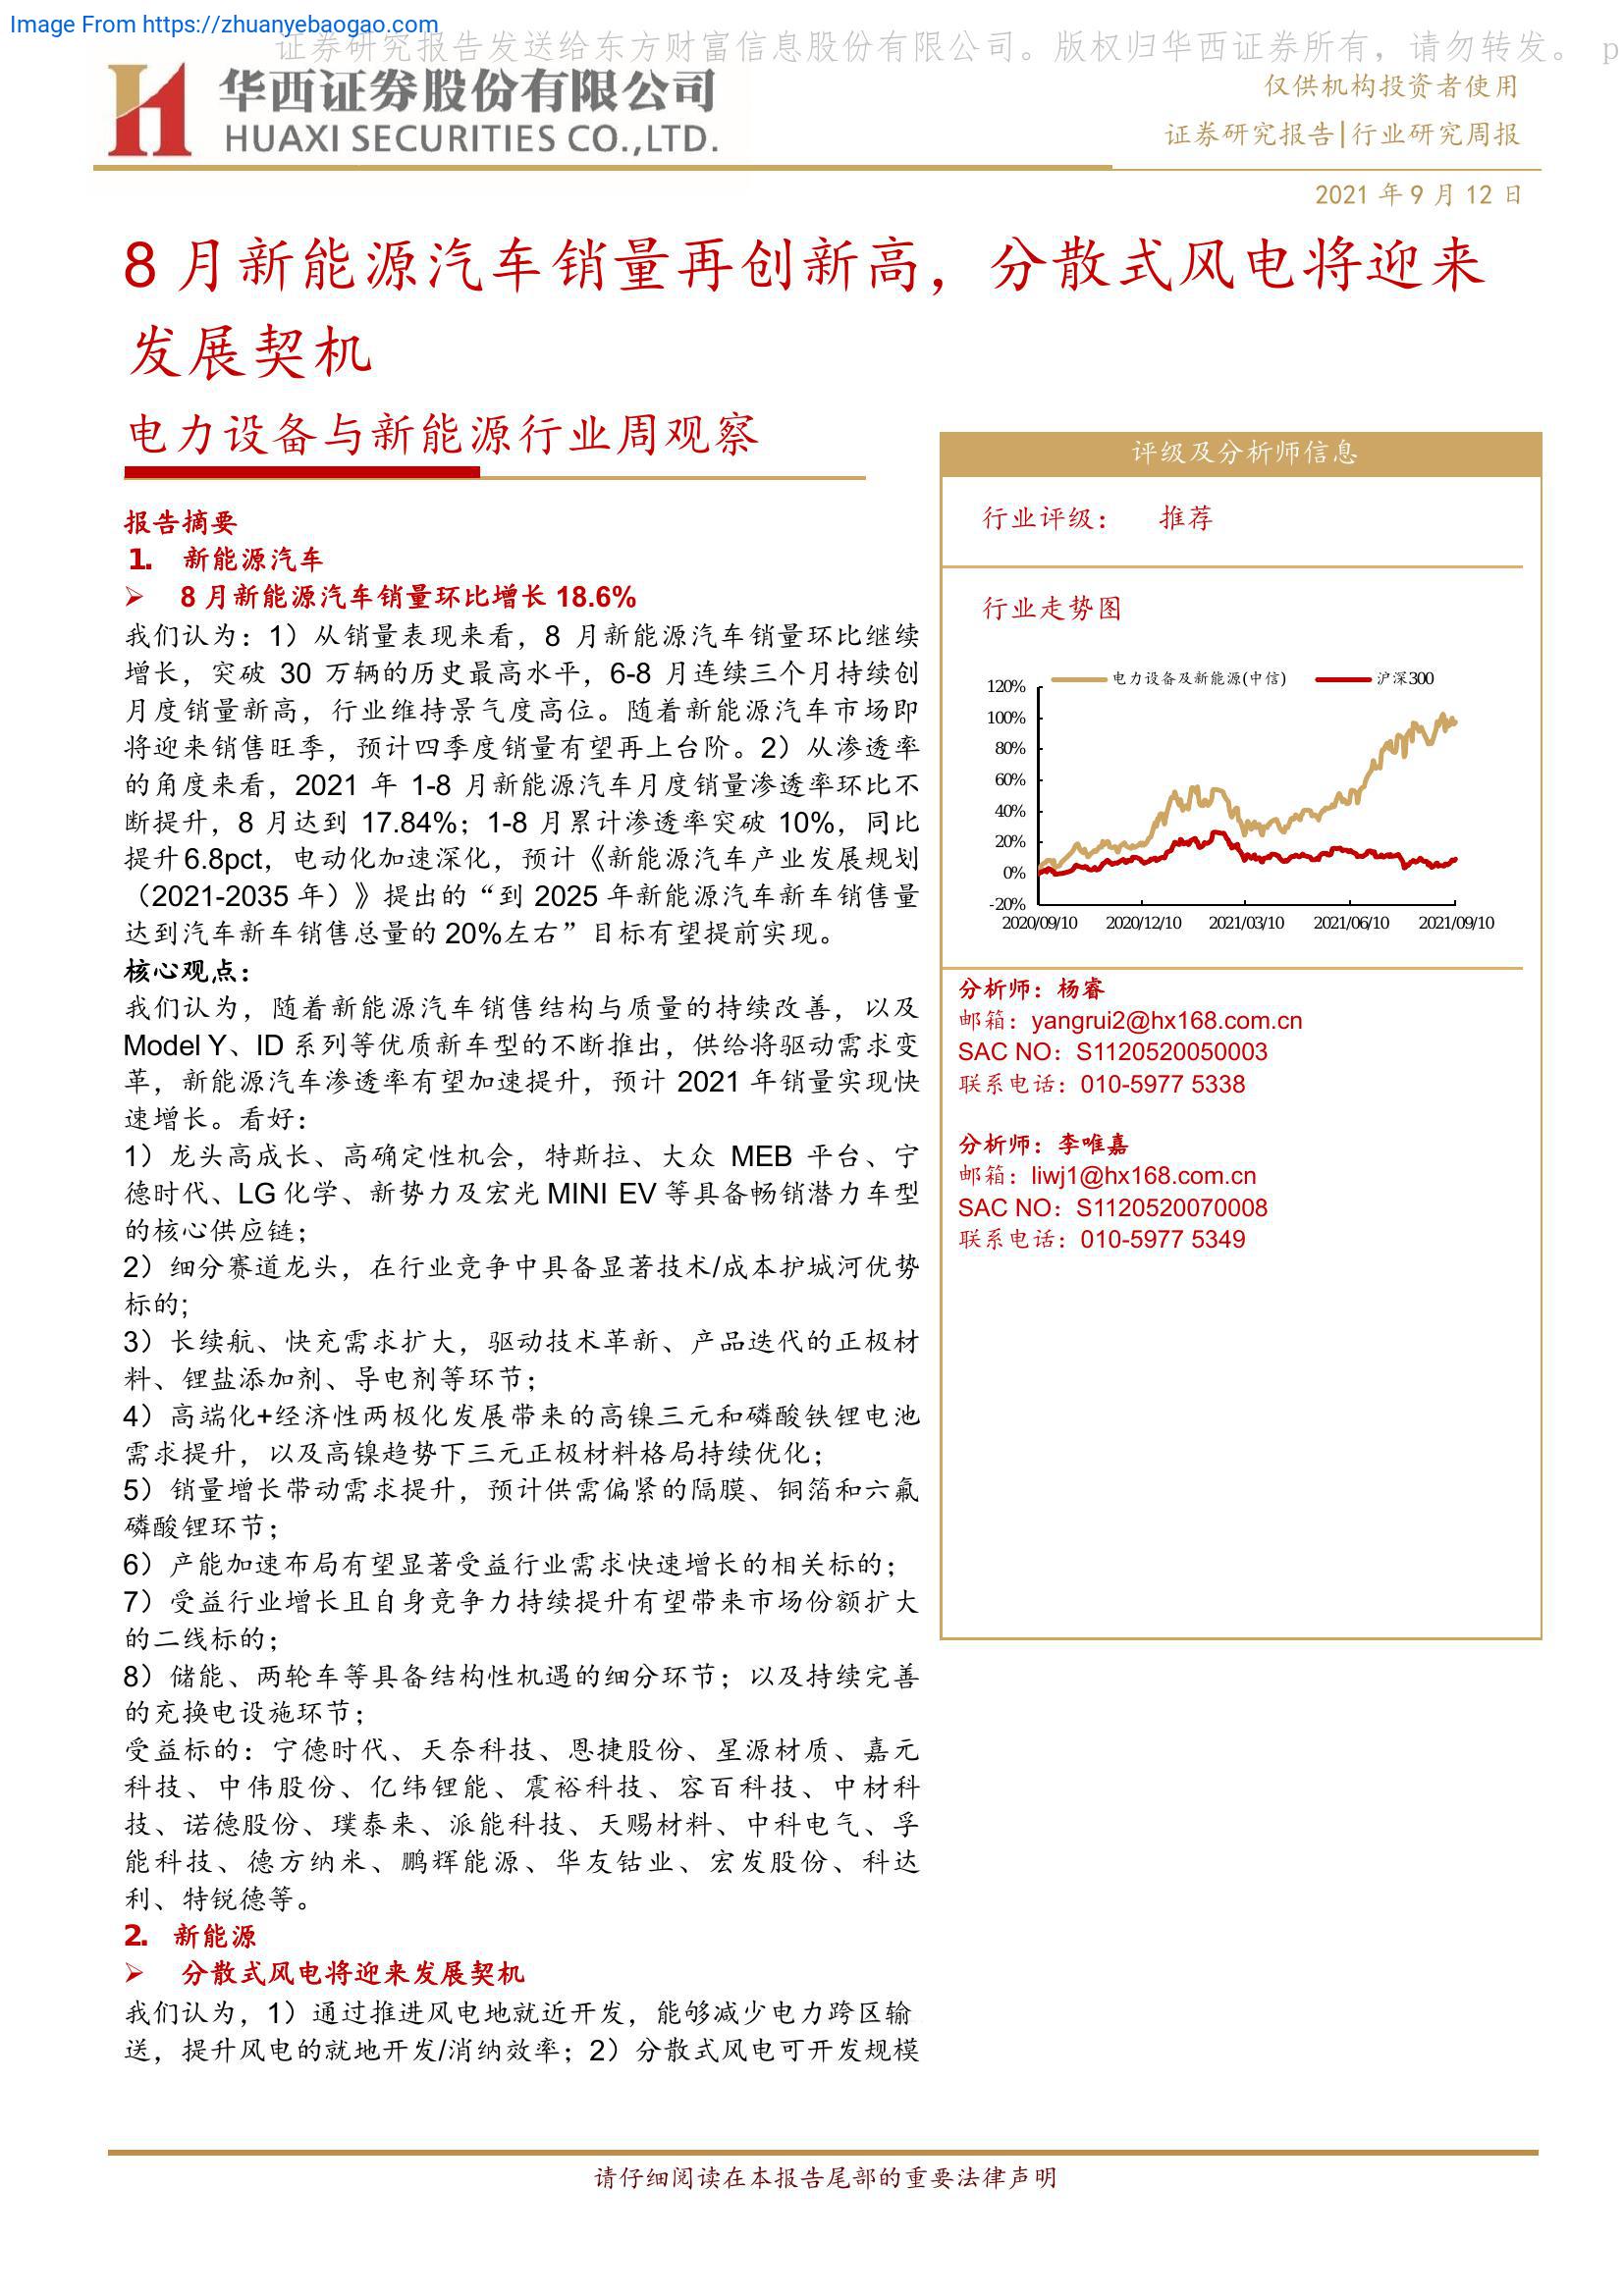 Image From https://zhuanyebaogao.com
证券研究报告发送给东方财富信息股份有限公司。版权归华西证券所有，请勿转发。 p
华西证券股份有限公司
HUAXI SECURITIES CO.,LTD.
仅供机构投资者使用
证券研究报告|行业研究周报
2021 年 9 月 12 日
8 月新能源汽车销量再创新高，分散式风电将迎来
发展契机
电力设备与新能源行业周观察
报告摘要
1. 新能源汽车
➢ 8 月新能源汽车销量环比增长 18.6%
我们认为：1）从销量表现来看，8 月新能源汽车销量环比继续
增长，突破 30 万辆的历史最高水平，6-8 月连续三个月持续创
月度销量新高，行业维持景气度高位。随着新能源汽车市场即
将迎来销售旺季，预计四季度销量有望再上台阶。2）从渗透率
的角度来看，2021 年 1-8 月新能源汽车月度销量渗透率环比不
断提升，8 月达到 17.84%；1-8 月累计渗透率突破 10%，同比
提升 6.8pct，电动化加速深化，预计《新能源汽车产业发展规划
（2021-2035 年）》提出的“到 2025 年新能源汽车新车销售量
达到汽车新车销售总量的 20%左右”目标有望提前实现。
核心观点：
我们认为，随着新能源汽车销售结构与质量的持续改善，以及
Model Y、ID 系列等优质新车型的不断推出，供给将驱动需求变
革，新能源汽车渗透率有望加速提升，预计 2021 年销量实现快
速增长。看好：
1）龙头高成长、高确定性机会，特斯拉、大众 MEB 平台、宁
德时代、LG 化学、新势力及宏光 MINI EV 等具备畅销潜力车型
的核心供应链；
2）细分赛道龙头，在行业竞争中具备显著技术/成本护城河优势
标的;
3）长续航、快充需求扩大，驱动技术革新、产品迭代的正极材
料、锂盐添加剂、导电剂等环节；
4）高端化+经济性两极化发展带来的高镍三元和磷酸铁锂电池
需求提升，以及高镍趋势下三元正极材料格局持续优化；
5）销量增长带动需求提升，预计供需偏紧的隔膜、铜箔和六氟
磷酸锂环节；
6）产能加速布局有望显著受益行业需求快速增长的相关标的；
7）受益行业增长且自身竞争力持续提升有望带来市场份额扩大
的二线标的；
8）储能、两轮车等具备结构性机遇的细分环节；以及持续完善
的充换电设施环节；
受益标的：宁德时代、天奈科技、恩捷股份、星源材质、嘉元
科技、中伟股份、亿纬锂能、震裕科技、容百科技、中材科
技、诺德股份、璞泰来、派能科技、天赐材料、中科电气、孚
能科技、德方纳米、鹏辉能源、华友钴业、宏发股份、科达
利、特锐德等。
2. 新能源
➢ 分散式风电将迎来发展契机
我们认为，1）通过推进风电地就近开发，能够减少电力跨区输
送，提升风电的就地开发/消纳效率；2）分散式风电可开发规模
评级及分析师信息
行业评级： 推荐
行业走势图
电力设备及新能源(中信) 沪深300
120%
100%
80%
60%
40%
20%
0%
-20%
2020/09/10 2020/12/10 2021/03/10 2021/06/10 2021/09/10
分析师：杨睿
邮箱：yangrui2@hx168.com.cn
SAC NO：S1120520050003
联系电话：010-5977 5338
分析师：李唯嘉
邮箱：liwj1@hx168.com.cn
SAC NO：S1120520070008
联系电话：010-5977 5349
请仔细阅读在本报告尾部的重要法律声明